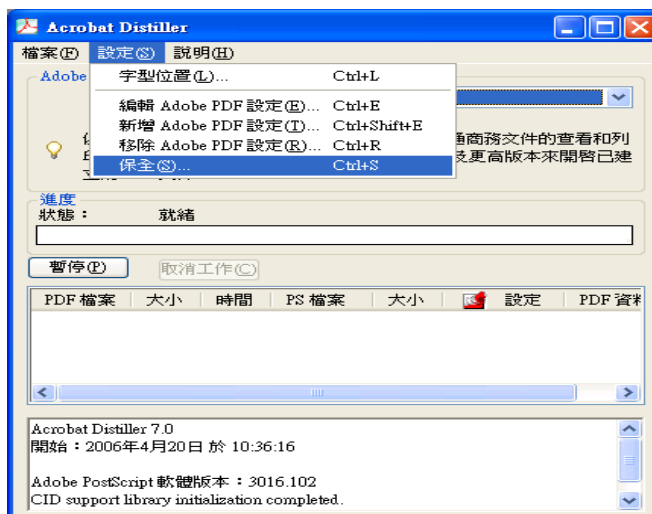 Acrobat Distiller
檔案(F) 設定(S) 說明(H)
Adobe
字型位置(L)... Ctrl+L
編輯 Adobe PDF 設定(E)... Ctrl+E
新增 Adobe PDF 設定(T)... Ctrl+Shift+E
移除 Adobe PDF 設定(R)... Ctrl+R
保全(S)... Ctrl+S
商務文件的查看和列
及更高版本來開啓已建
進度
狀態： 就緒
暫停(P) 取消工作(C)
PDF 檔案 大小 時間 PS 檔案 大小 設定 PDF 資料
Acrobat Distiller 7.0
開始：2006年4月20日 於 10:36:16
Adobe PostScript 軟體版本：3016.102
CID support library initialization completed.